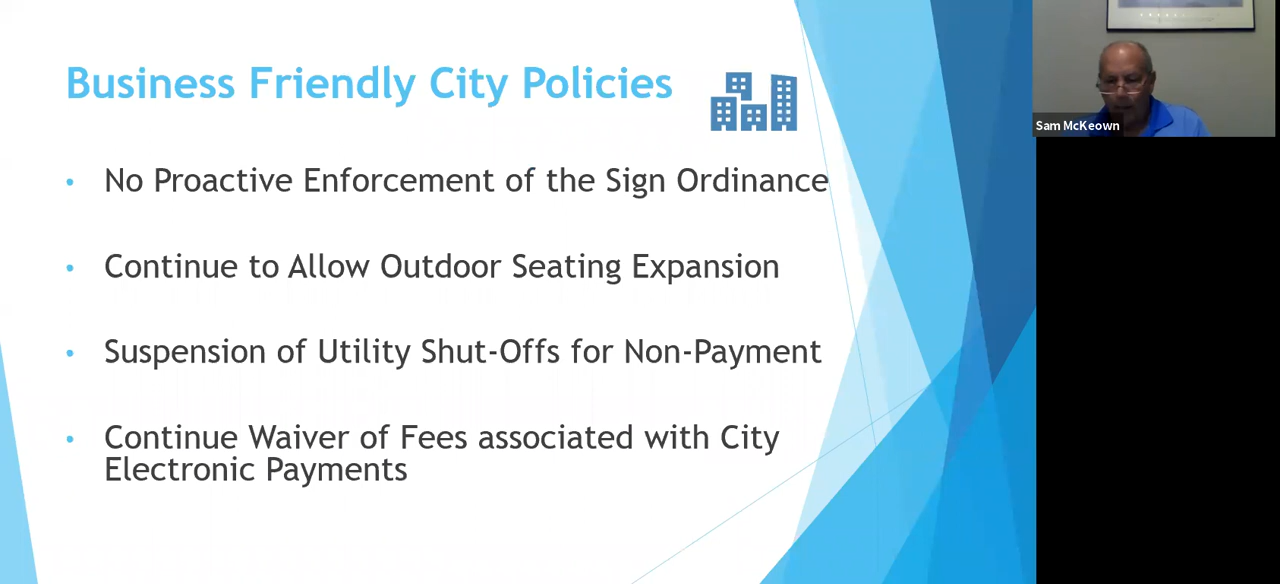 Business Friendly City Policies
• No Proactive Enforcement of the Sign Ordinance
• Continue to Allow Outdoor Seating Expansion
• Suspension of Utility Shut-Offs for Non-Payment
• Continue Waiver of Fees associated with City
Electronic Payments
Sam McKeown